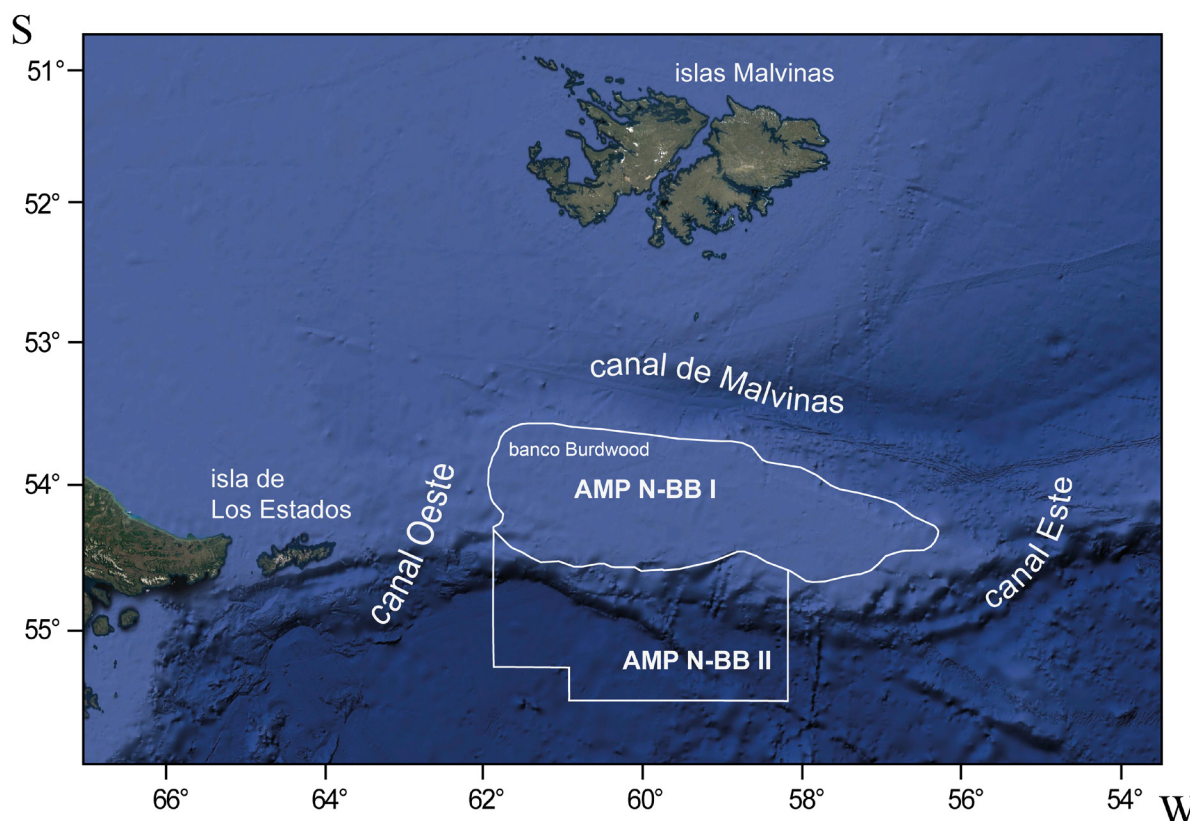 S
51°
islas Malvinas
52°
53°
canal de Malvinas
banco Burdwood
54°
isla de
Los Estados
AMP N-BB I
canal Oeste
canal Este
55°
AMP N-BB II
66°
64°
62°
60°
58°
56°
54°
W